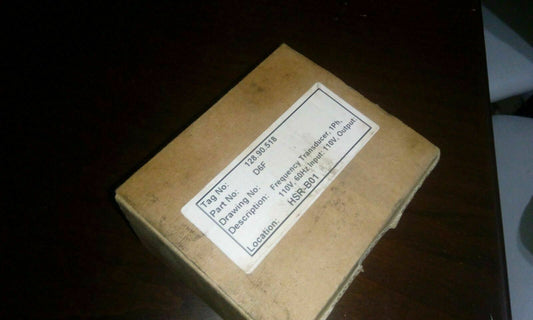 Tag No: 128.90.518
Part No: D6F
Drawing No:
Description: Frequency Transducer, 1Ph,
110V, 60Hz Input: 110V, Output
Location: HSR-B01